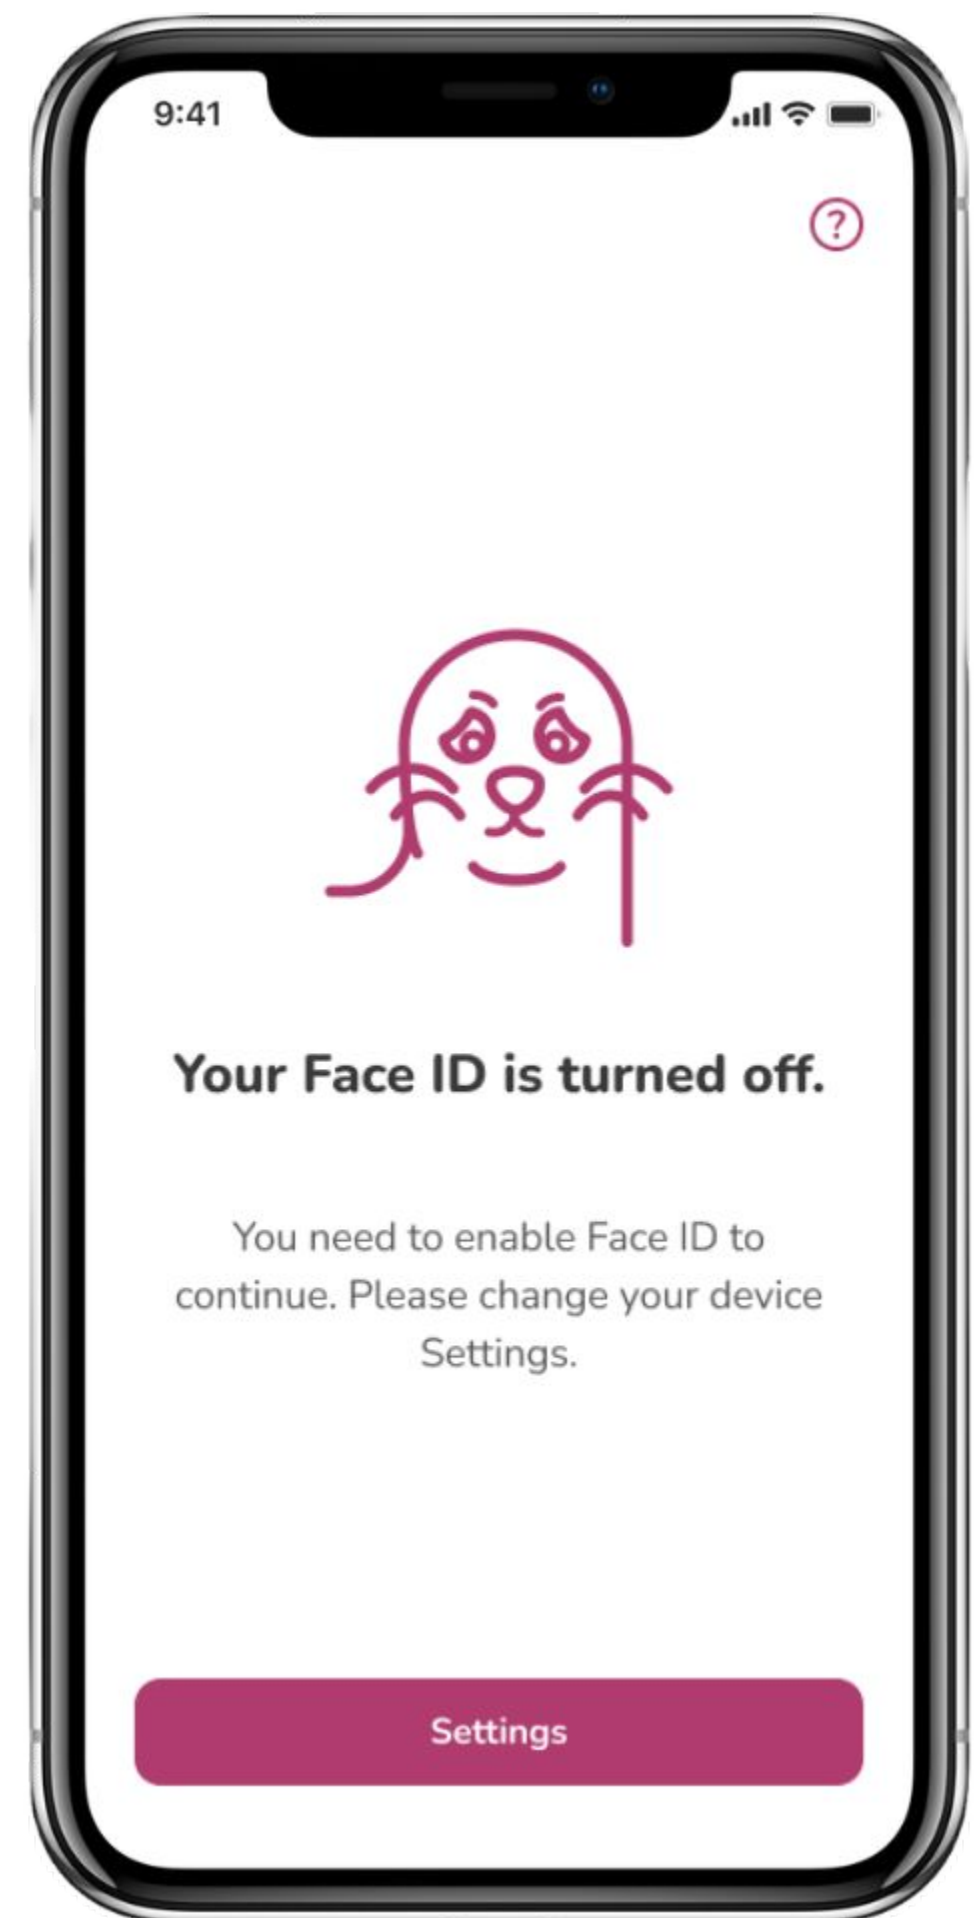 9:41
?
Your Face ID is turned off.
You need to enable Face ID to
continue. Please change your device
Settings.
Settings